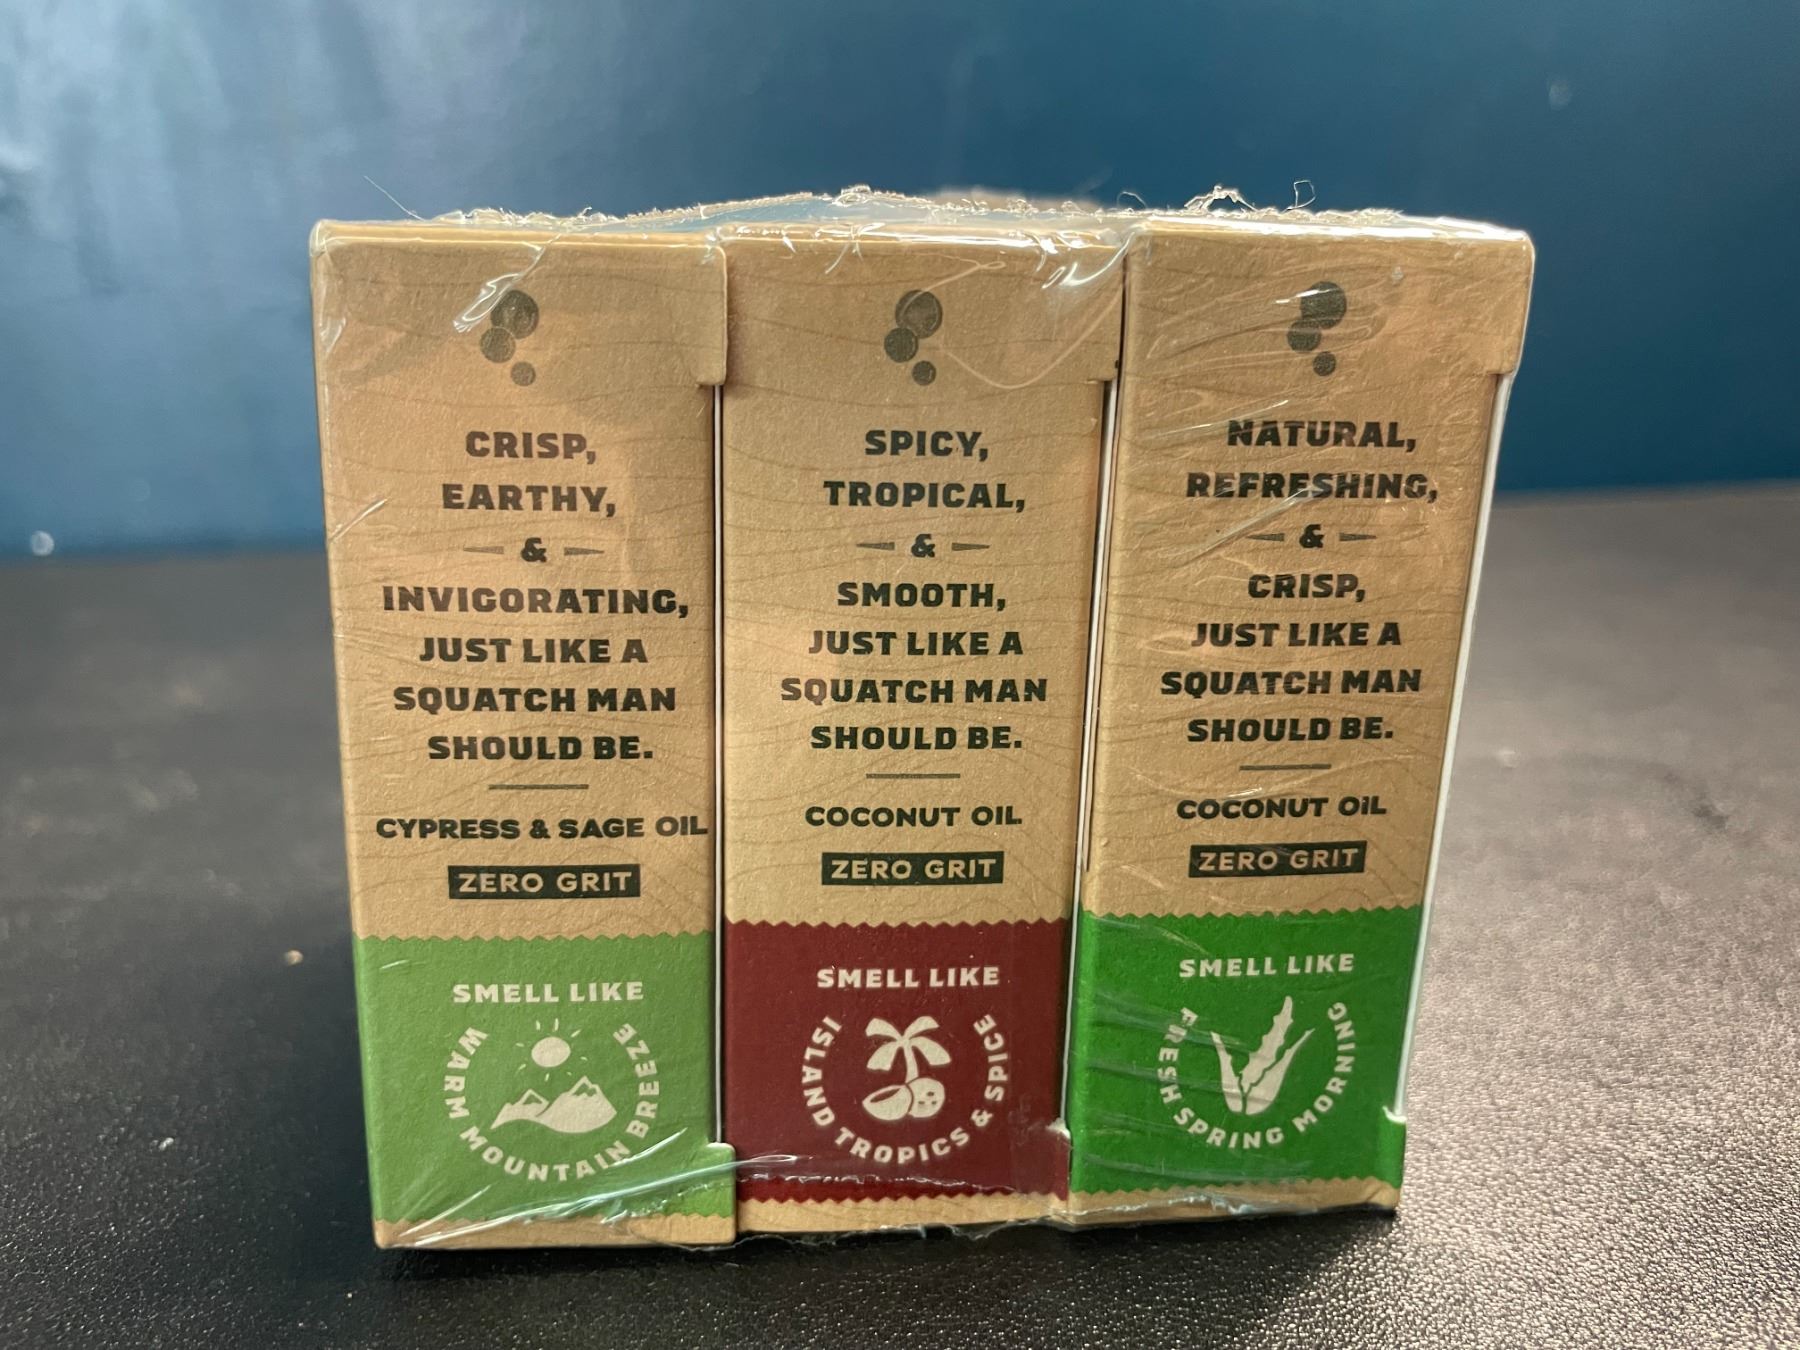 CRISP,
EARTHY,
&
INVIGORATING,
JUST LIKE A
SQUATCH MAN
SHOULD BE.
CYPRESS & SAGE OIL
ZERO GRIT
SMELL LIKE
WARM MOUNTAIN BREEZE
SPICY,
TROPICAL,
&
SMOOTH,
JUST LIKE A
SQUATCH MAN
SHOULD BE.
COCONUT OIL
ZERO GRIT
SMELL LIKE
ISLAND TROPICS & SPICE
NATURAL,
REFRESHING,
&
CRISP,
JUST LIKE A
SQUATCH MAN
SHOULD BE.
COCONUT OIL
ZERO GRIT
SMELL LIKE
FRESH SPRING MORNING